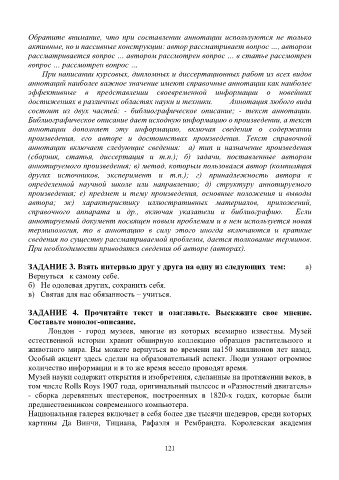 Обратите внимание, что при составлении аннотации используются не только
активные, но и пассивные конструкции: автор рассматривает вопрос …, автором
рассматривается вопрос … автором рассмотрен вопрос … в статье рассмотрен
вопрос … рассмотрен вопрос …
При написании курсовых, дипломных и диссертационных работ из всех видов
аннотаций наиболее важное значение имеют справочные аннотации как наиболее
эффективные в представлении своевременной информации о новейших
достижениях в различных областях науки и техники. Аннотация любого вида
состоит из двух частей: - библиографическое описание; - текст аннотации.
Библиографическое описание дает исходную информацию о произведении, а текст
аннотации дополняет эту информацию, включая сведения о содержании
произведения, его авторе и достоинствах произведения. Текст справочной
аннотации включает следующие сведения: а) тип и назначение произведения
(сборник, статья, диссертация и т.п.); б) задачи, поставленные автором
аннотируемого произведения; в) метод, которым пользовался автор (компиляция
других источников, эксперимент и т.п.); г) принадлежность автора к
определенной научной школе или направлению; д) структуру аннотируемого
произведения; е) предмет и тему произведения, основные положения и выводы
автора; ж) характеристику иллюстративных материалов, приложений,
справочного аппарата и др., включая указатели и библиографию. Если
аннотируемый документ посвящен новым проблемам и в нем используется новая
терминология, то в аннотацию в силу этого иногда включаются и краткие
сведения по существу рассматриваемой проблемы, дается толкование терминов.
При необходимости приводятся сведения об авторе (авторах).
ЗАДАНИЕ 3. Взять интервью друг у друга на одну из следующих тем: а)
Вернуться к самому себе.
б) Не одолевая других, сохранить себя.
в) Святая для нас обязанность – учиться.
ЗАДАНИЕ 4. Прочитайте текст и озаглавьте. Выскажите свое мнение.
Составьте монолог-описание.
Лондон - город музеев, многие из которых всемирно известны. Музей
естественной истории хранит обширную коллекцию образцов растительного и
животного мира. Вы можете вернуться во времени на150 миллионов лет назад.
Особый акцент здесь сделан на образовательный аспект. Люди узнают огромное
количество информации и в то же время весело проводят время.
Музей науки содержит открытия и изобретения, сделанные на протяжении веков, в
том числе Rolls Roys 1907 года, оригинальный пылесос и «Разностный двигатель»
- сборка деревянных шестеренок, построенных в 1820-х годах, которые были
предшественником современного компьютера.
Национальная галерея включает в себя более две тысячи шедевров, среди которых
картины Да Винчи, Тициана, Рафаэля и Рембрандта. Королевская академия
121